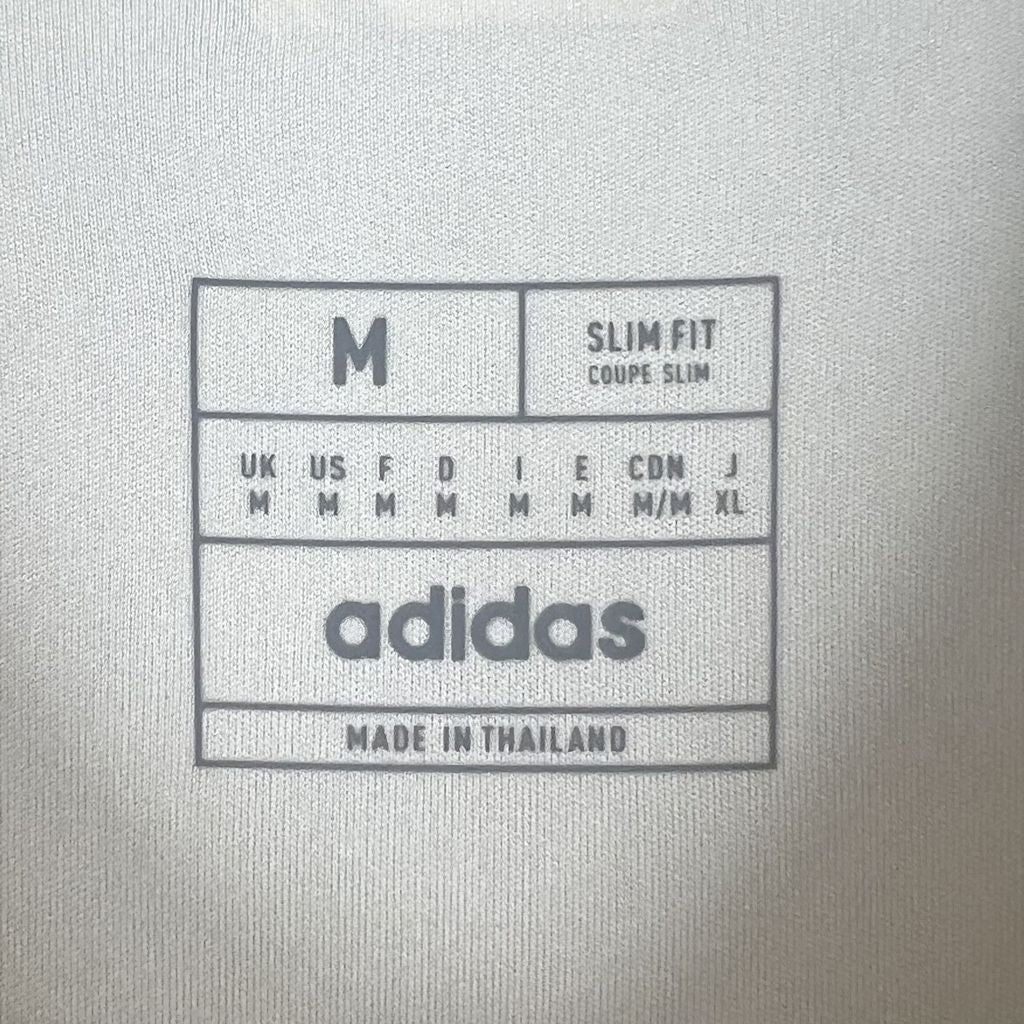 M
SLIM FIT
COUPE SLIM
UK US F D I E CDN J
M M M M M M M/M XL
adidas
MADE IN THAILAND